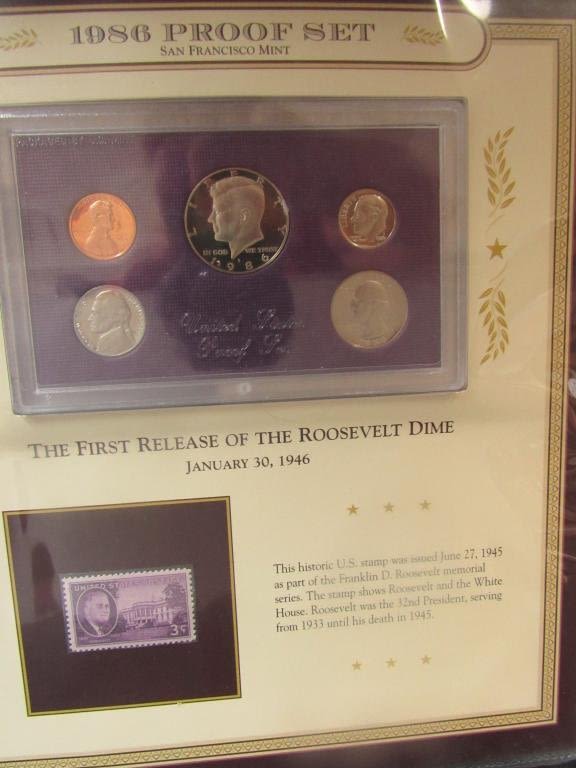 1986 PROOF SET
SAN FRANCISCO MINT
LIBERTY
IN GOD WE TRUST
1986
United States
Proof Set
THE FIRST RELEASE OF THE ROOSEVELT DIME
JANUARY 30, 1946
UNITED STATES POSTAGE
3¢
This historic U.S. stamp was issued June 27, 1945
as part of the Franklin D. Roosevelt memorial
series. The stamp shows Roosevelt and the White
House. Roosevelt was the 32nd President, serving
from 1933 until his death in 1945.